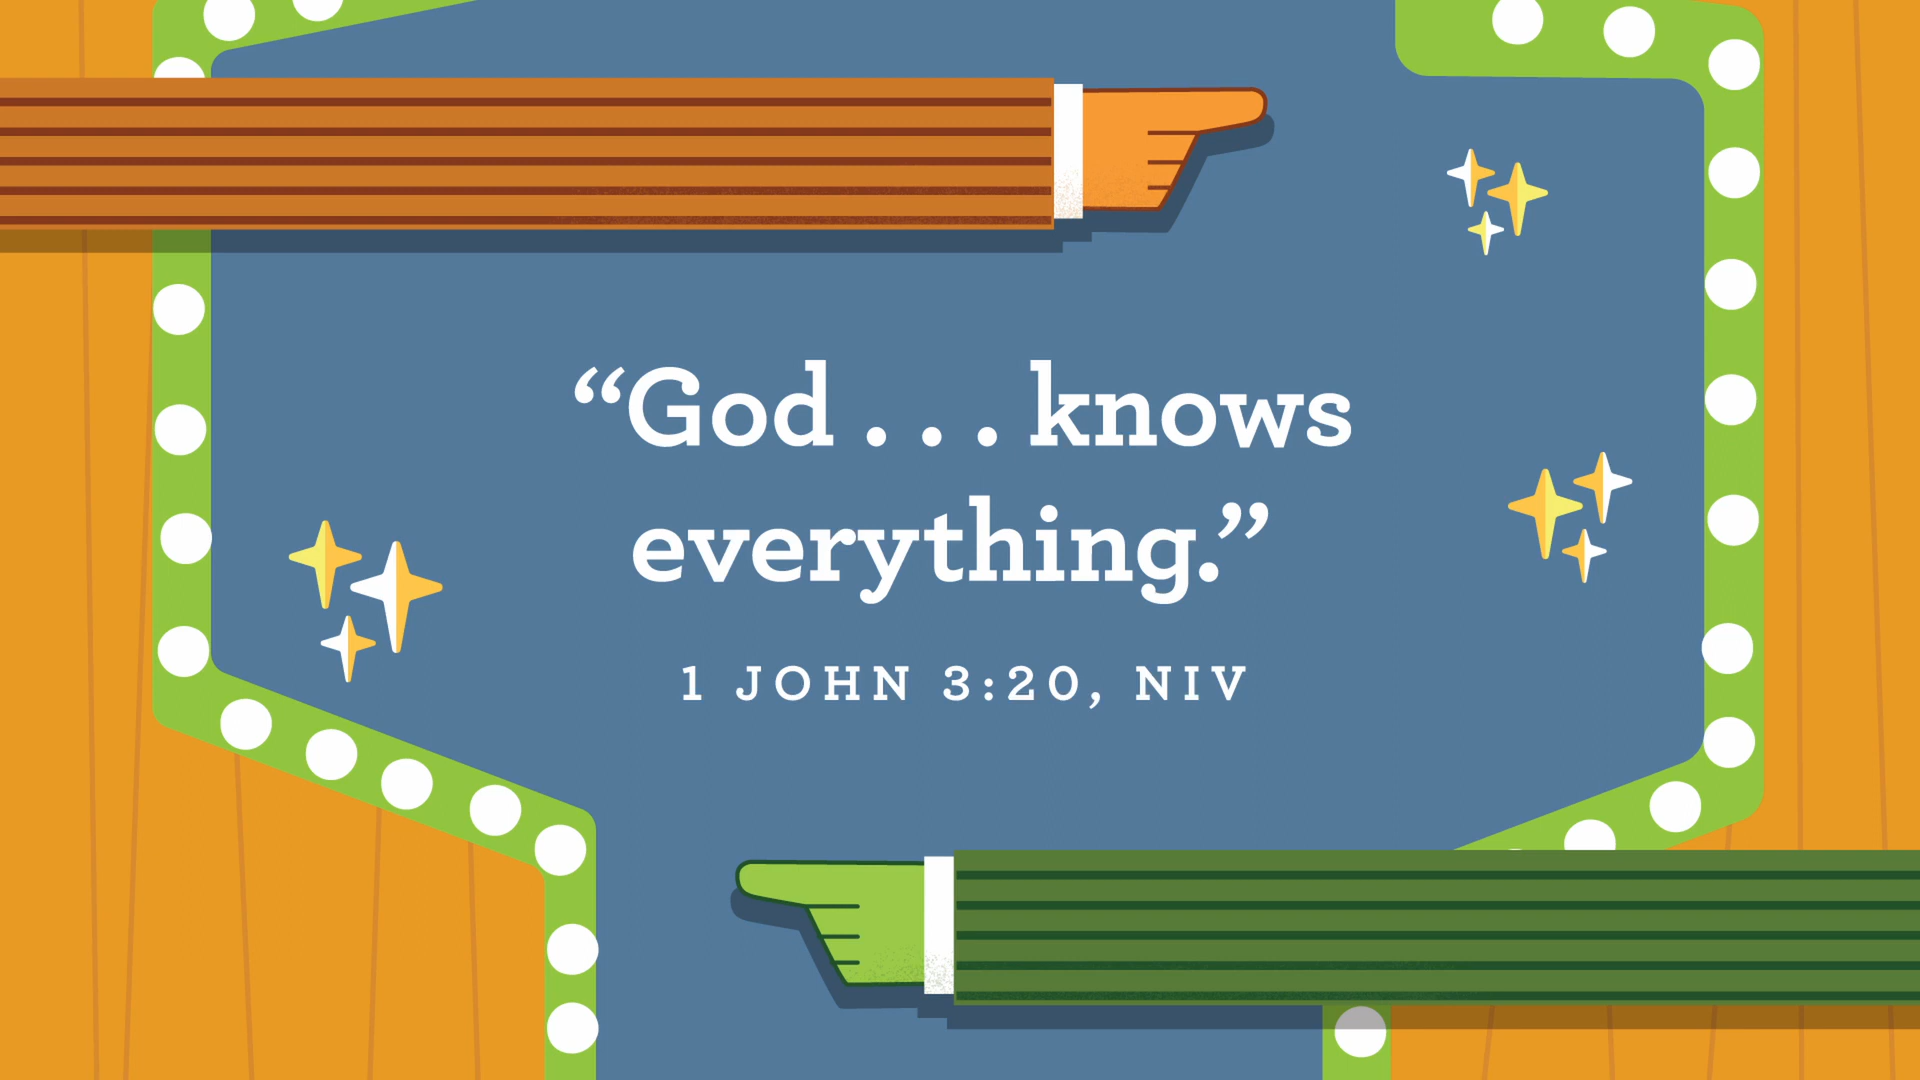 “God . . . knows
everything.”
1 JOHN 3:20, NIV